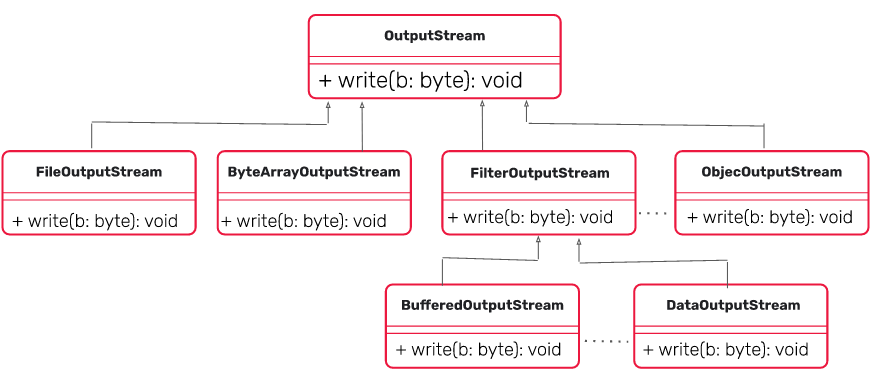 OutputStream
+ write(b: byte): void
FileOutputStream
+ write(b: byte): void
ByteArrayOutputStream
+ write(b: byte): void
FilterOutputStream
+ write(b: byte): void
ObjecOutputStream
+ write(b: byte): void
BufferedOutputStream
+ write(b: byte): void
DataOutputStream
+ write(b: byte): void